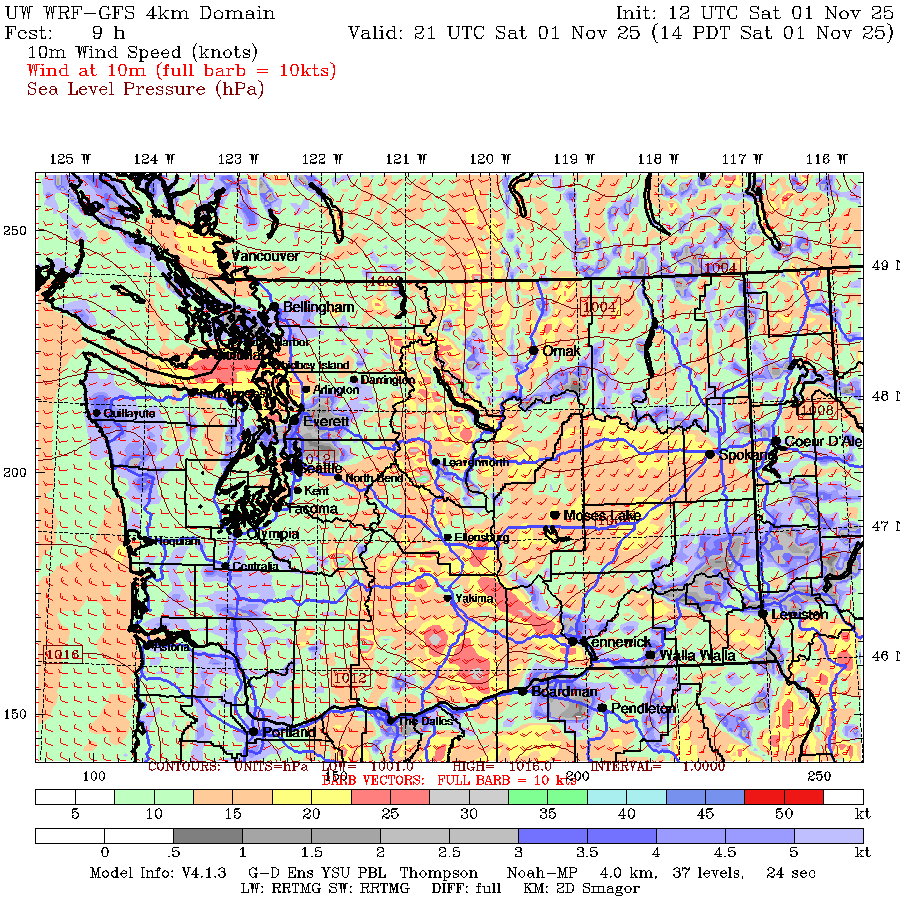 UW WRF-GFS 4km Domain Init: 12 UTC Sat 01 Nov 25
Fcst: 9 h Valid: 21 UTC Sat 01 Nov 25 (14 PDT Sat 01 Nov 25)
10m Wind Speed (knots)
Wind at 10m (full barb = 10kts)
Sea Level Pressure (hPa)
125 W 124 W 123 W 122 W 121 W 120 W 119 W 118 W 117 W 116 W
250
Vancouver
49 N
1004
Bellingham
1004
Harbor
Omak
Whidbey Island
Darrington
Arlington
48 N
1008
Quillayute
Everett
Coeur D'Ale
Spokane
Leavenworth
200
Seattle
North Bend
Kent
Tacoma
Moses Lake
47 N
Olympia
Hoquiam
Ellensburg
Centralia
Yakima
Lewiston
Kennewick
Astoria
1016
Walla Walla
46 N
1012
Boardman
Pendleton
150
The Dalles
Portland
CONTOURS: UNITS=hPa LOW= 1001.0 HIGH= 1016.0 INTERVAL= 1.0000
100 150 200 250
BARB VECTORS: FULL BARB = 10 kts
5 10 15 20 25 30 35 40 45 50 kt
0 .5 1 1.5 2 2.5 3 3.5 4 4.5 5 kt
Model Info: V4.1.3 G-D Ens YSU PBL Thompson Noah-MP 4.0 km, 37 levels, 24 sec
LW: RRTMG SW: RRTMG DIFF: full KM: 2D Smagor